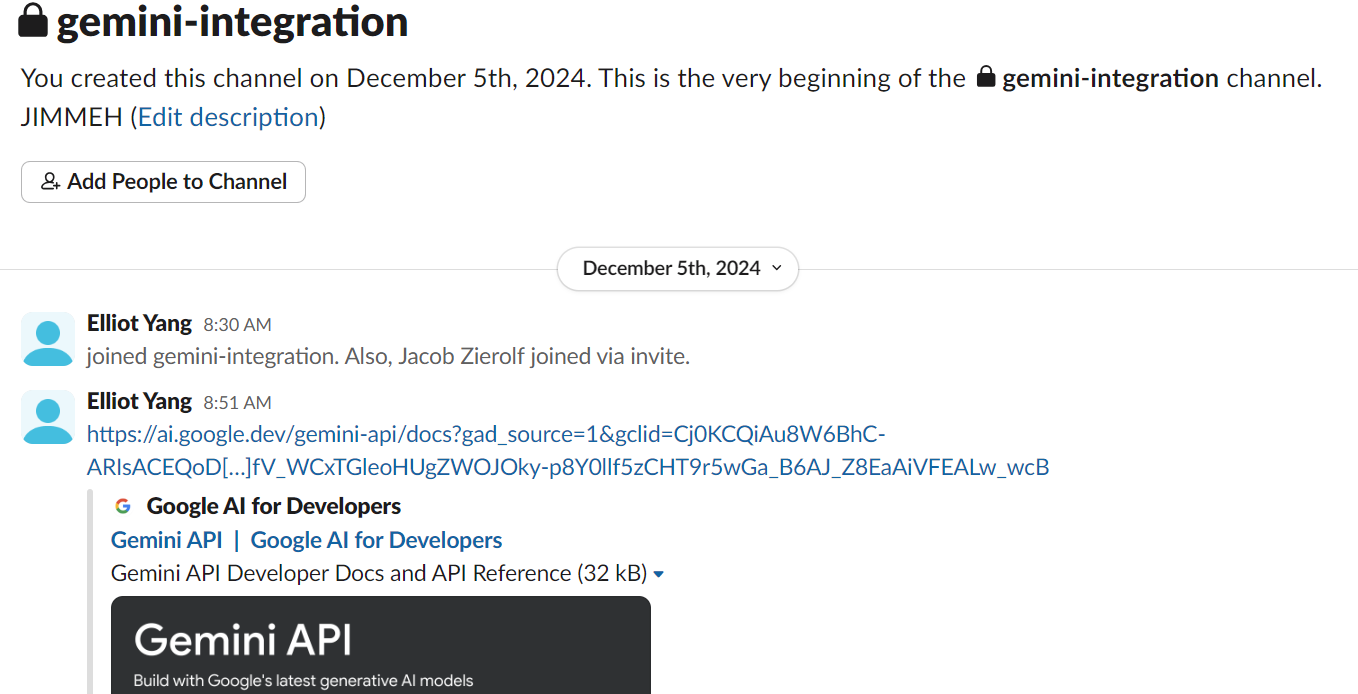 gemini-integration
You created this channel on December 5th, 2024. This is the very beginning of the gemini-integration channel.
JIMMEH (Edit description)
Add People to Channel
December 5th, 2024
Elliot Yang 8:30 AM
joined gemini-integration. Also, Jacob Zierolf joined via invite.
Elliot Yang 8:51 AM
https://ai.google.dev/gemini-api/docs?gad_source=1&gclid=Cj0KCQiAu8W6BhC-
ARIsACEQoD[…]fV_WCxTGleoHUgZWOJOky-p8Y0llf5zCHT9r5wGa_B6AJ_Z8EaAiVFEALw_wcB
Google AI for Developers
Gemini API | Google AI for Developers
Gemini API Developer Docs and API Reference (32 kB)
Gemini API
Build with Google's latest generative AI models